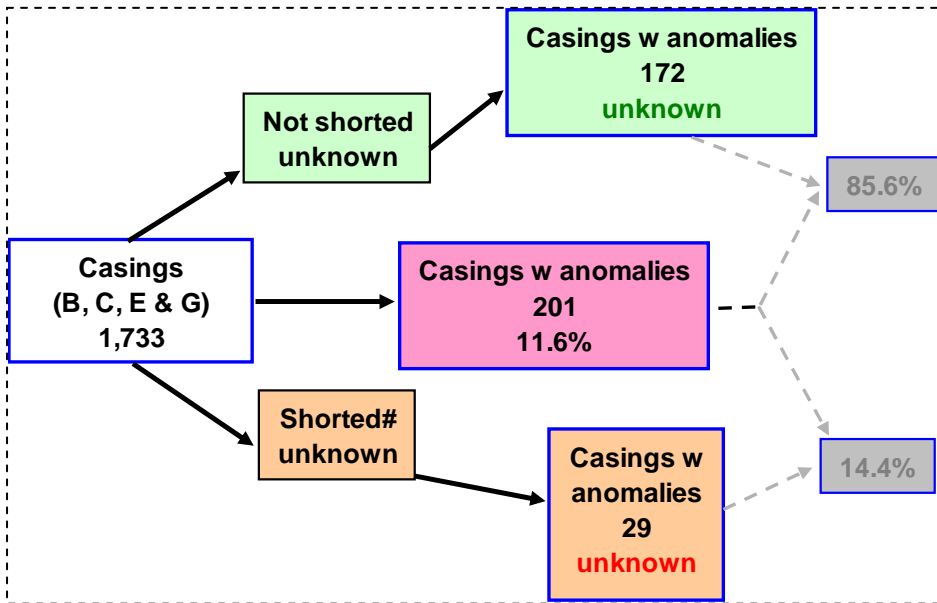 Casings w anomalies
172
unknown
Not shorted
unknown
85.6%
Casings
(B, C, E & G)
1,733
Casings w anomalies
201
11.6%
Shorted#
unknown
Casings w
anomalies
29
unknown
14.4%